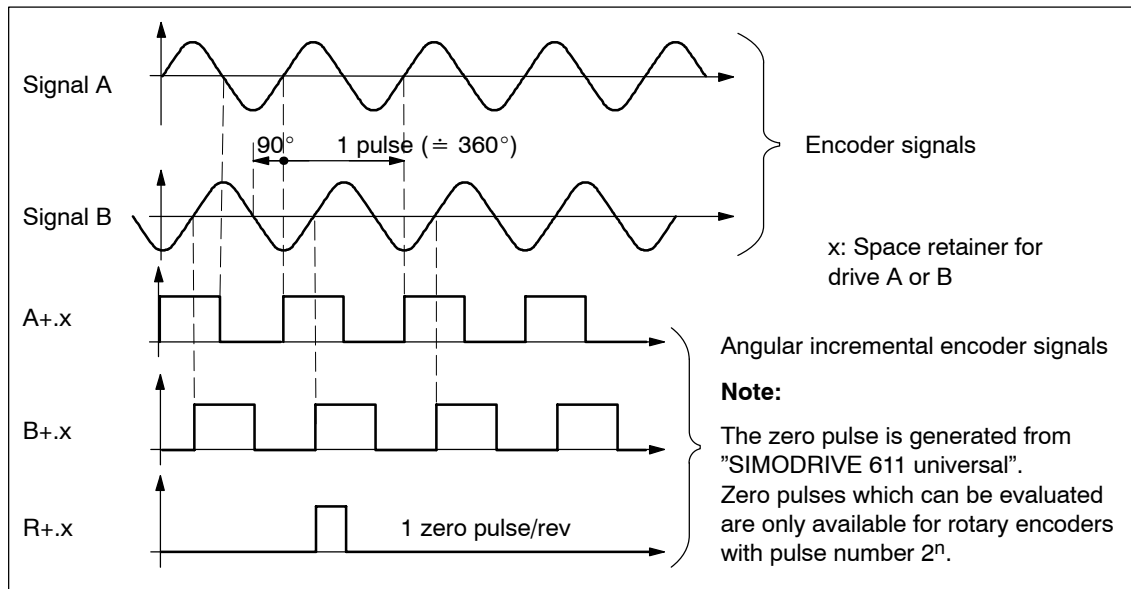 Signal A
90°
1 pulse (≐ 360°)
Encoder signals
Signal B
x: Space retainer for
drive A or B
A+.x
Angular incremental encoder signals
Note:
B+.x
The zero pulse is generated from
”SIMODRIVE 611 universal”.
Zero pulses which can be evaluated
are only available for rotary encoders
with pulse number 2ⁿ.
R+.x
1 zero pulse/rev